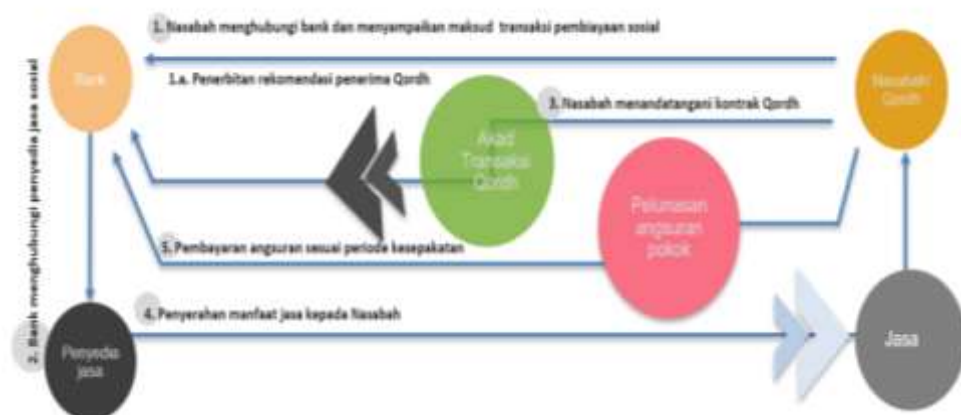 1. Nasabah menghubungi bank dan menyampaikan maksud transaksi pembiayaan sosial
Bank
1.a. Penerbitan rekomendasi penerima Qordh
Nasabah
Qordh
3. Nasabah menandatangani kontrak Qordh
Akad
Transaksi
Qordh
2. Bank menghubungi penyedia jasa sosial
Pelunasan
angsuran
pokok
5. Pembayaran angsuran sesuai periode kesepakatan
4. Penyerahan manfaat jasa kepada Nasabah
Penyedia
jasa
Jasa